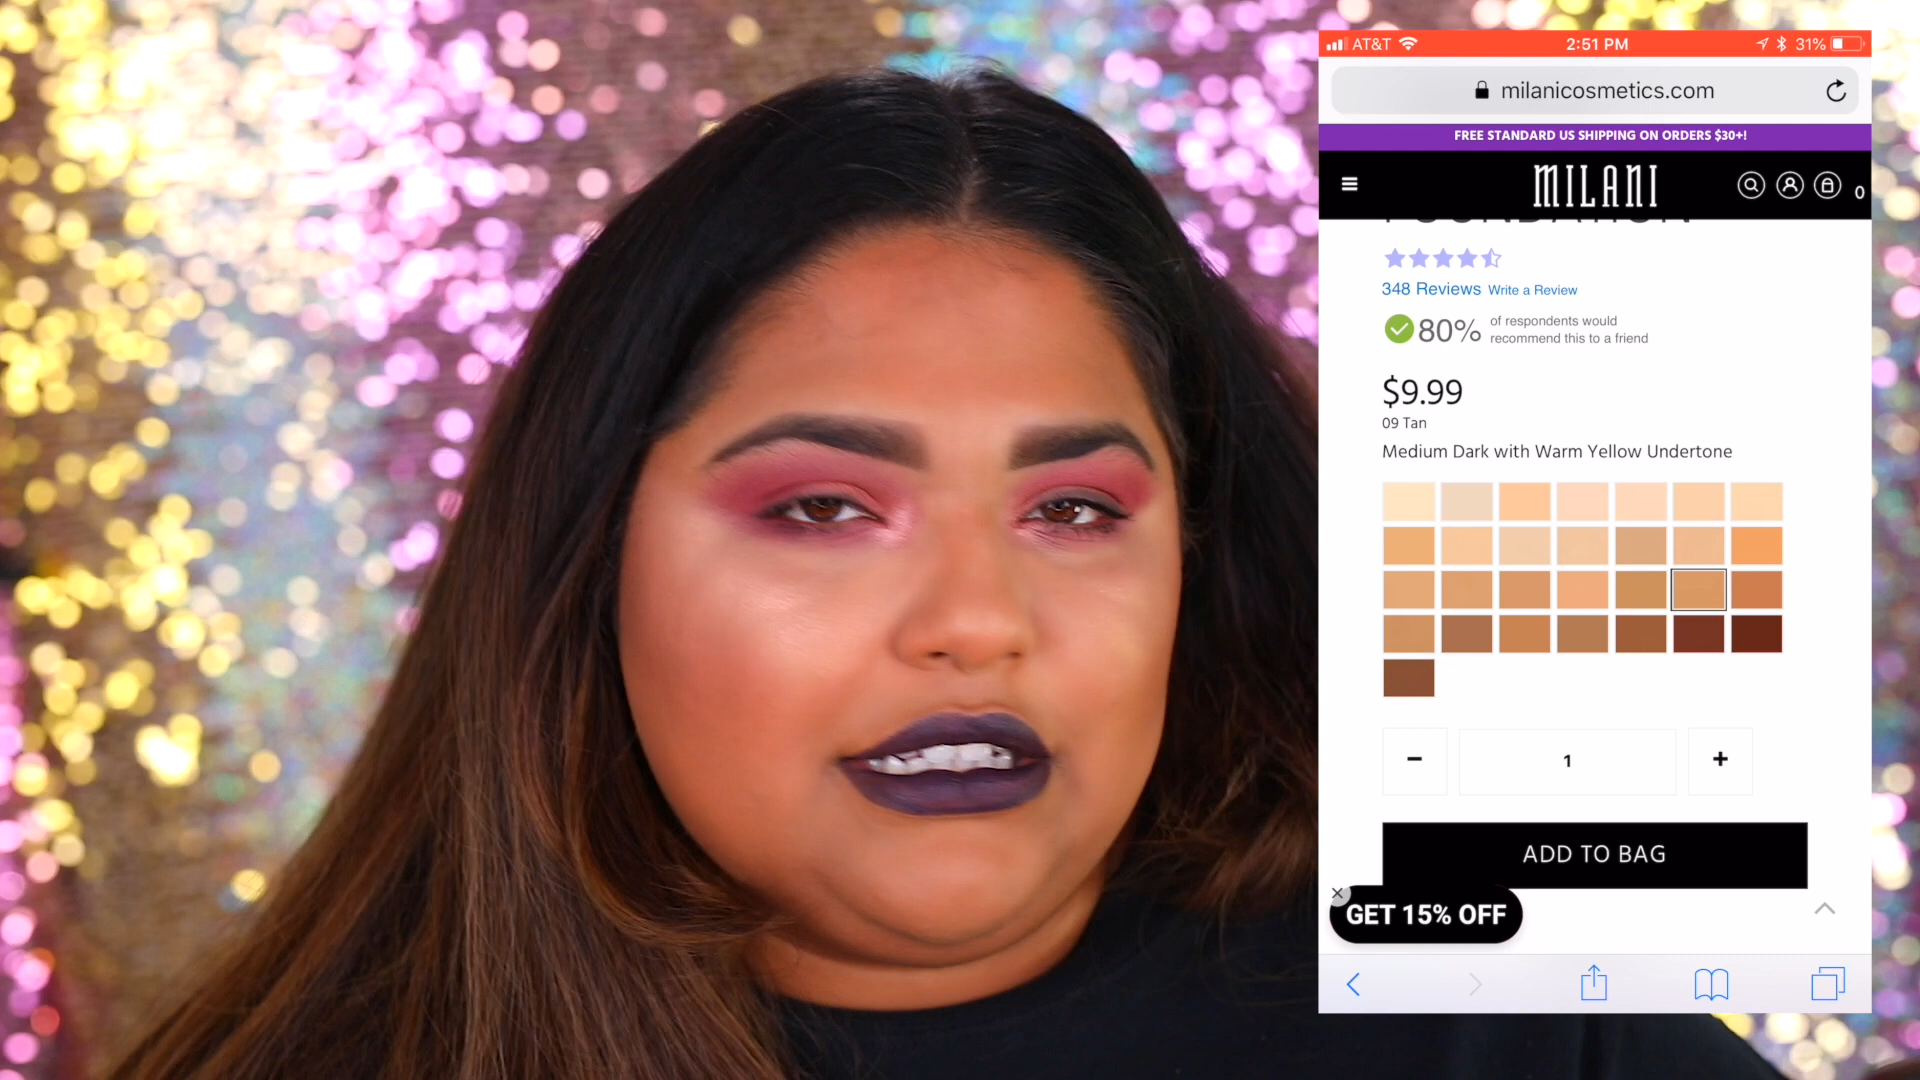 AT&T 2:51 PM 31%
milanicosmetics.com
FREE STANDARD US SHIPPING ON ORDERS $30+!
MILANI 0
FOUNDATION
348 Reviews Write a Review
80% of respondents would
recommend this to a friend
$9.99
09 Tan
Medium Dark with Warm Yellow Undertone
- 1 +
ADD TO BAG
GET 15% OFF